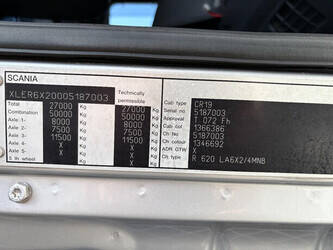 SCANIA
XLER6X20005187003
Technically permissible
Total 27000 Kg 27000 Kg
Combination 50000 Kg 50000 Kg
Axle 1- 8000 Kg 8000 Kg
Axle 2- 7500 Kg 7500 Kg
Axle 3- 11500 Kg 11500 Kg
Axle 4- X Kg X Kg
Axle 5- X Kg X Kg
5 th wheel X Kg X Kg
Cab type CR19
Serial no 5187003
Approval 1.072 Fh
Cab col 1366386
Ch no 5187003
Ch colour 1346692
ADR GTW X
Ch type R 620 LA6X2/4MNB